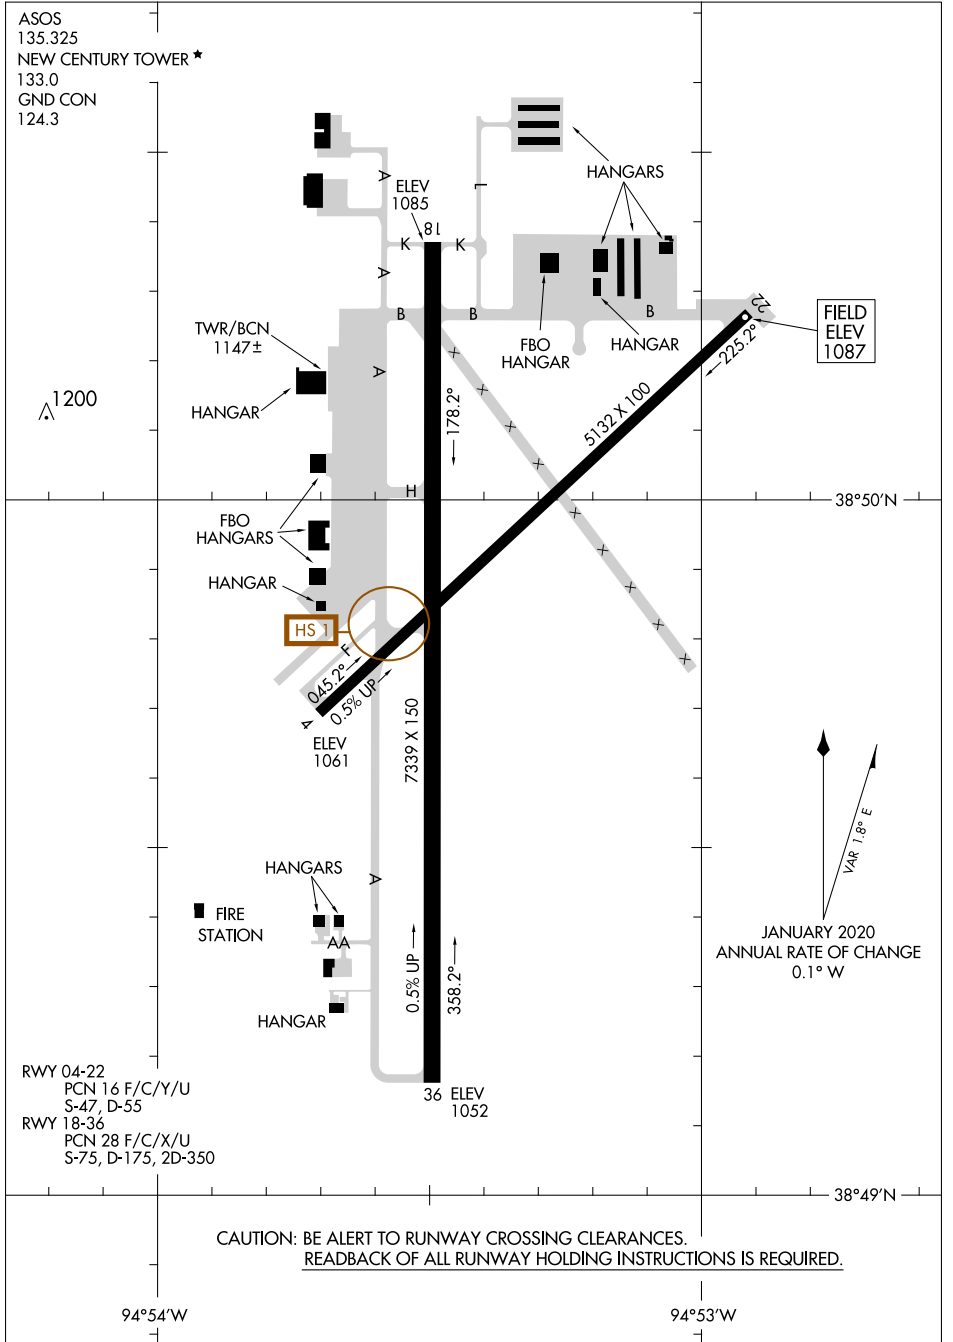 ASOS
135.325
NEW CENTURY TOWER ★
133.0
GND CON
124.3
HANGARS
ELEV
1085
18
A
L
K
K
A
B
B
B
22
FIELD
ELEV
1087
TWR/BCN
1147±
FBO
HANGAR
HANGAR
225.2°
A
1200
HANGAR
178.2°
5132 X 100
X
X
X
X
H
38°50'N
FBO
HANGARS
X
X
X
X
X
HANGAR
HS 1
F
045.2°
0.5% UP
4
ELEV
1061
7339 X 150
VAR 1.8° E
HANGARS
A
FIRE
STATION
AA
JANUARY 2020
ANNUAL RATE OF CHANGE
0.1° W
0.5% UP
358.2°
HANGAR
RWY 04-22
PCN 16 F/C/Y/U
S-47, D-55
RWY 18-36
PCN 28 F/C/X/U
S-75, D-175, 2D-350
36
ELEV
1052
38°49'N
CAUTION: BE ALERT TO RUNWAY CROSSING CLEARANCES.
READBACK OF ALL RUNWAY HOLDING INSTRUCTIONS IS REQUIRED.
94°54'W
94°53'W